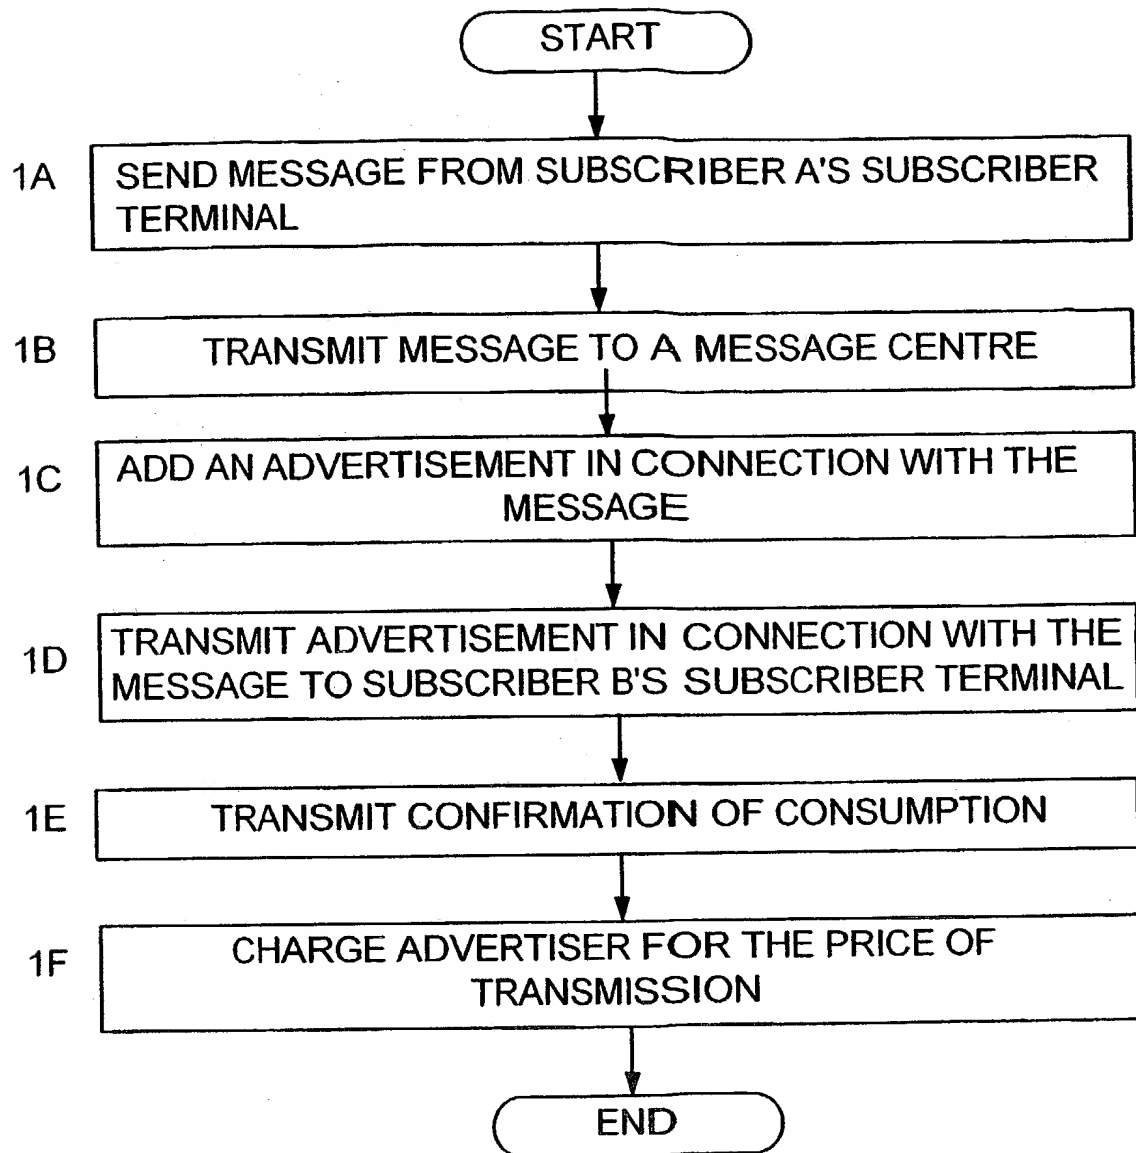 START
1A
SEND MESSAGE FROM SUBSCRIBER A'S SUBSCRIBER
TERMINAL
1B
TRANSMIT MESSAGE TO A MESSAGE CENTRE
1C
ADD AN ADVERTISEMENT IN CONNECTION WITH THE
MESSAGE
1D
TRANSMIT ADVERTISEMENT IN CONNECTION WITH THE
MESSAGE TO SUBSCRIBER B'S SUBSCRIBER TERMINAL
1E
TRANSMIT CONFIRMATION OF CONSUMPTION
1F
CHARGE ADVERTISER FOR THE PRICE OF
TRANSMISSION
END